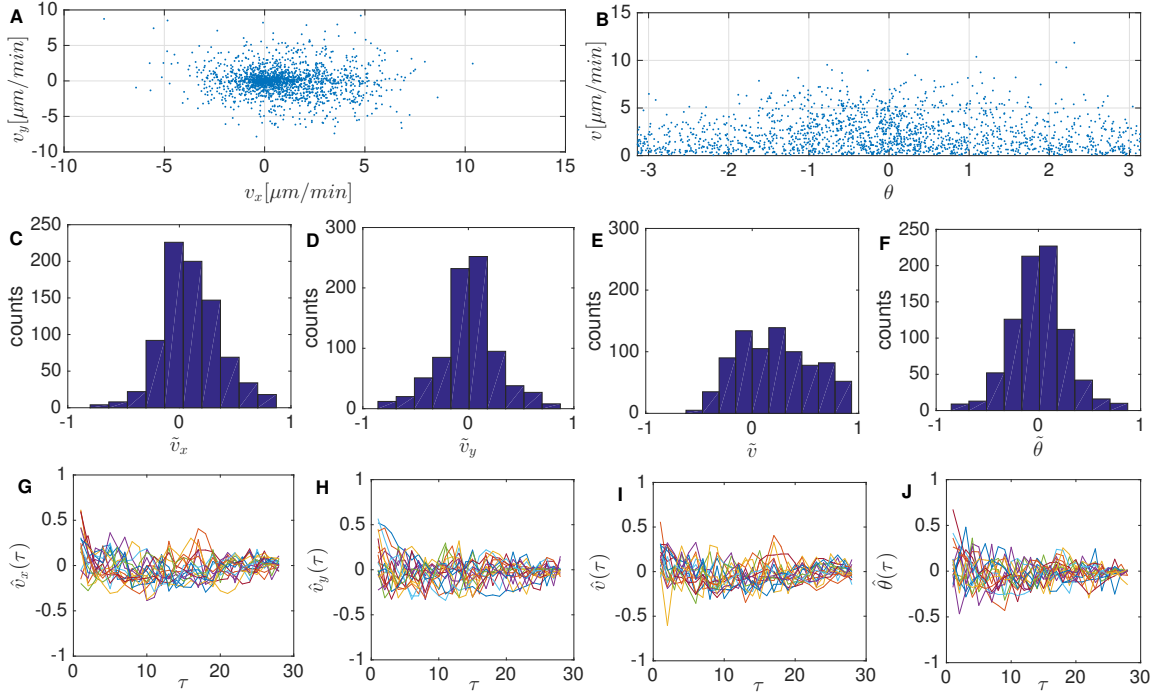 A
10
5
0
-5
-10
v_y[μm/min]
-10 -5 0 5 10 15
v_x[μm/min]
B
15
10
5
0
v[μm/min]
-3 -2 -1 0 1 2 3
θ
C
250
200
150
100
50
0
counts
-1 0 1
ṽ_x
D
300
200
100
0
counts
-1 0 1
ṽ_y
E
300
200
100
0
counts
-1 0 1
ṽ
F
250
200
150
100
50
0
counts
-1 0 1
θ̃
G
1
0.5
0
-0.5
-1
v̂_x(τ)
0 10 20 30
τ
H
1
0.5
0
-0.5
-1
v̂_y(τ)
0 10 20 30
τ
I
1
0.5
0
-0.5
-1
v̂(τ)
0 10 20 30
τ
J
1
0.5
0
-0.5
-1
θ̂(τ)
0 10 20 30
τ